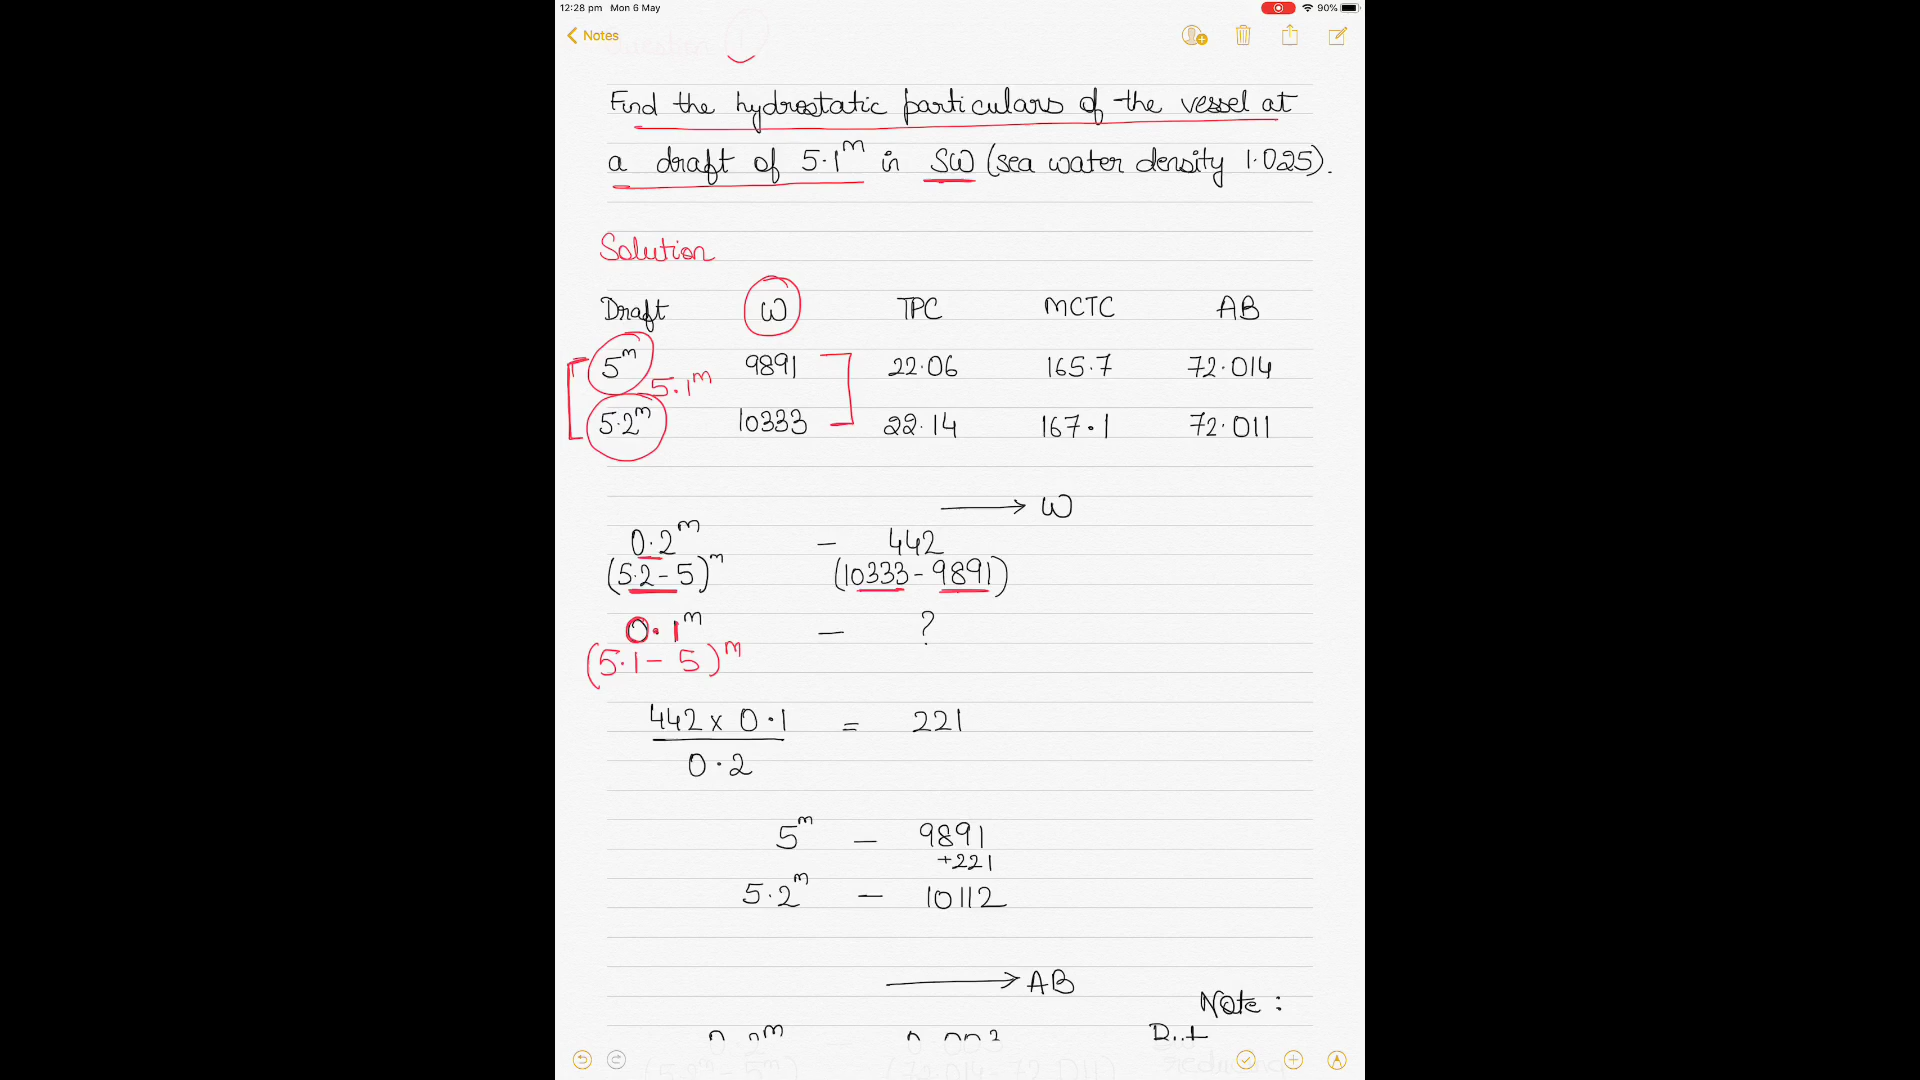 12:28 pm Mon 6 May 90%
Notes
Find the hydrostatic particulars of the vessel at
a draft of 5.1m in SW (sea water density 1.025).
Solution
Draft W TPC MCTC AB
5m 9891 22.06 165.7 72.014
5.1m
5.2m 10333 22.14 167.1 72.011
→ W
0.2m - 442
(5.2 - 5)m (10333 - 9891)
0.1m - ?
(5.1 - 5)m
442 x 0.1 = 221
0.2
5m - 9891
+221
5.2m - 10112
→ AB
Note :